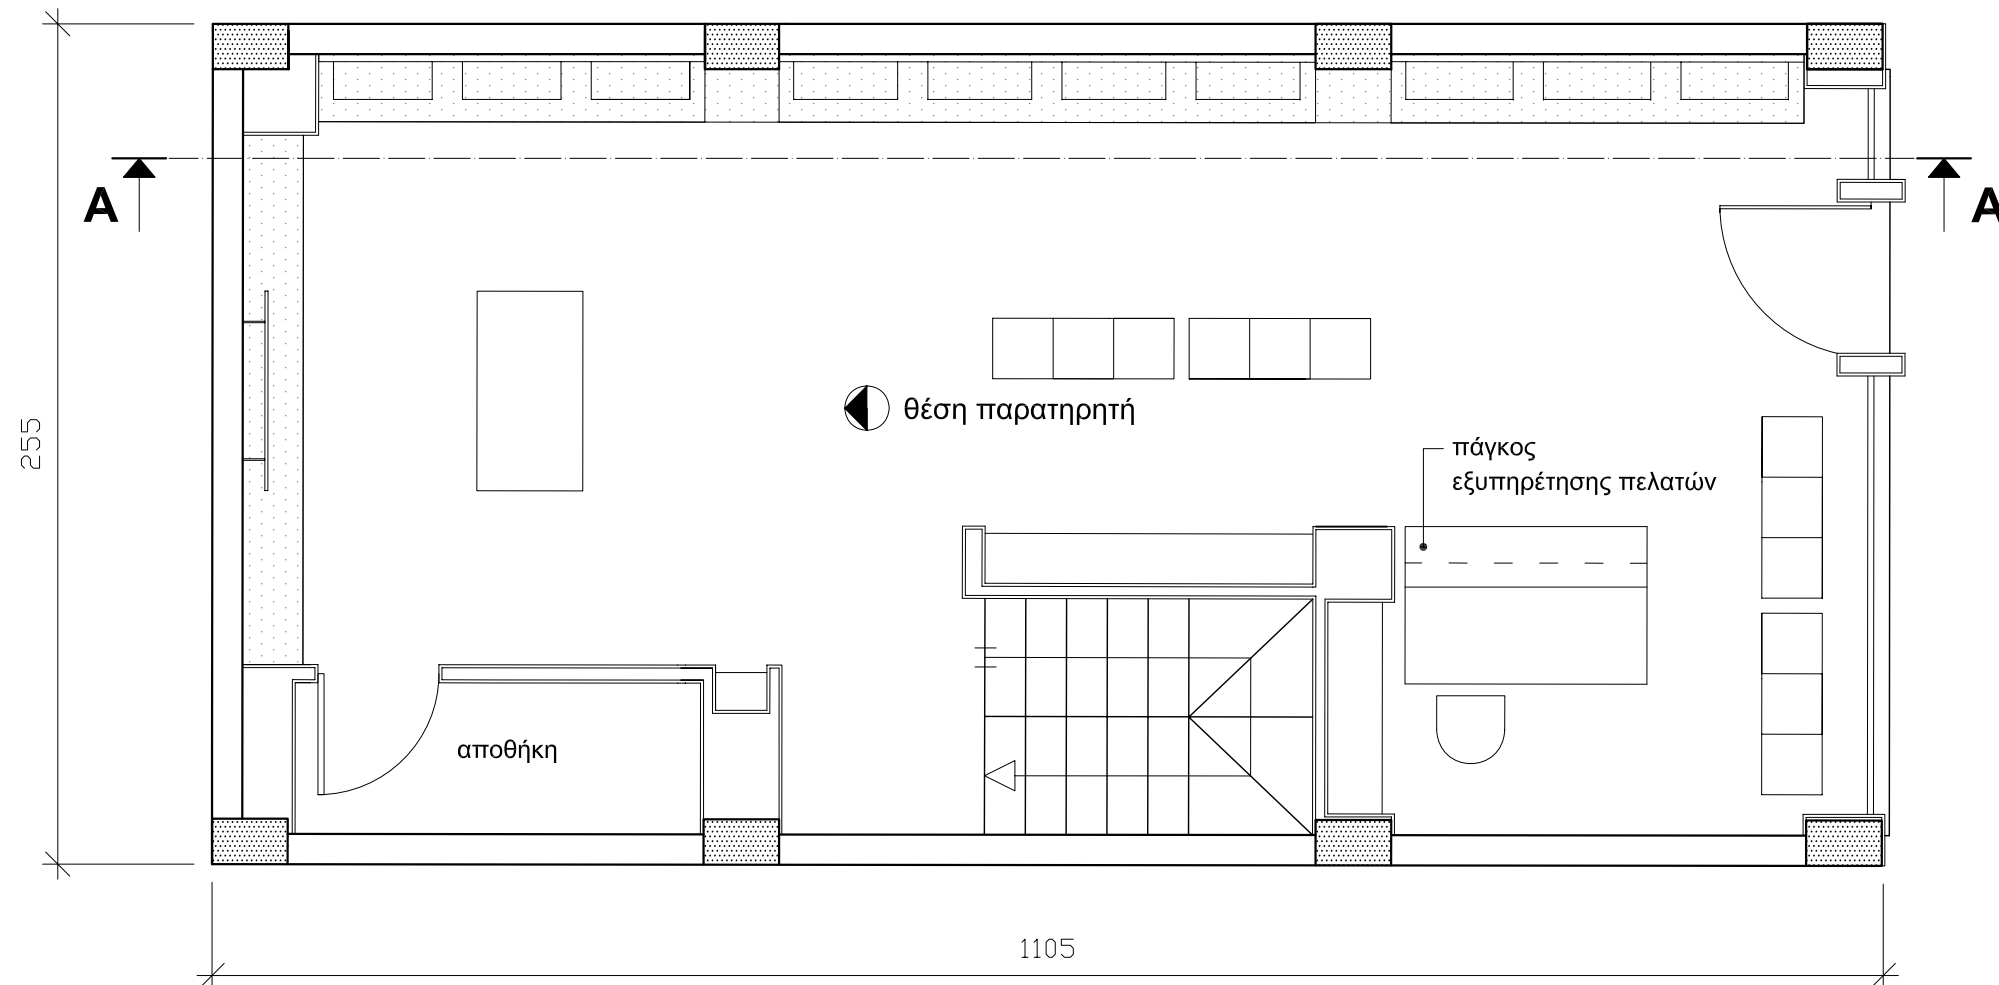 A
A
θέση παρατηρητή
πάγκος
εξυπηρέτησης πελατών
255
αποθήκη
1105